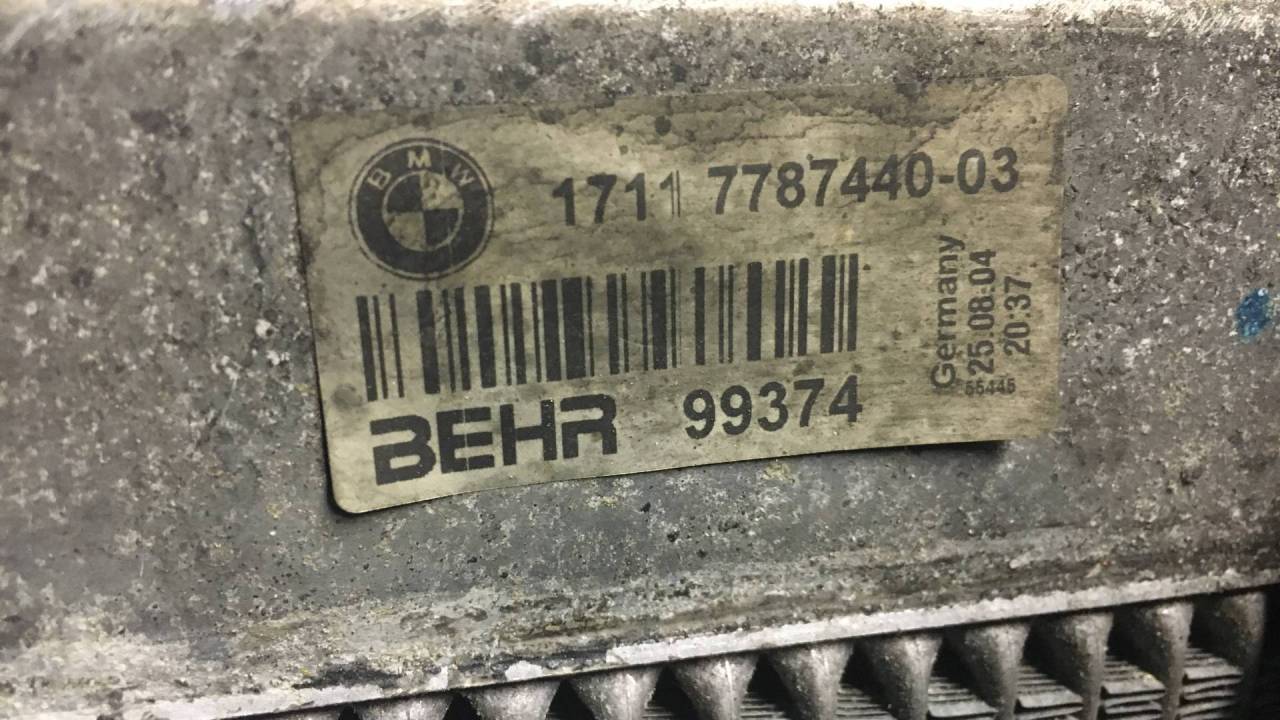 BMW
1711 7787440-03
BEHR 99374
Germany
25.08.04
20:37
55445